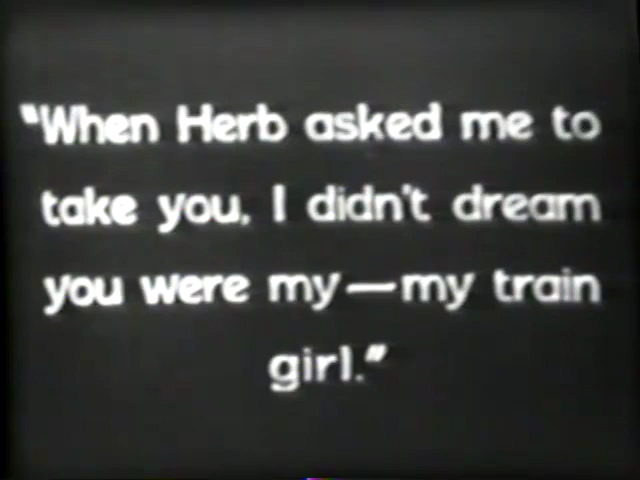 "When Herb asked me to
take you, I didn't dream
you were my—my train
girl."